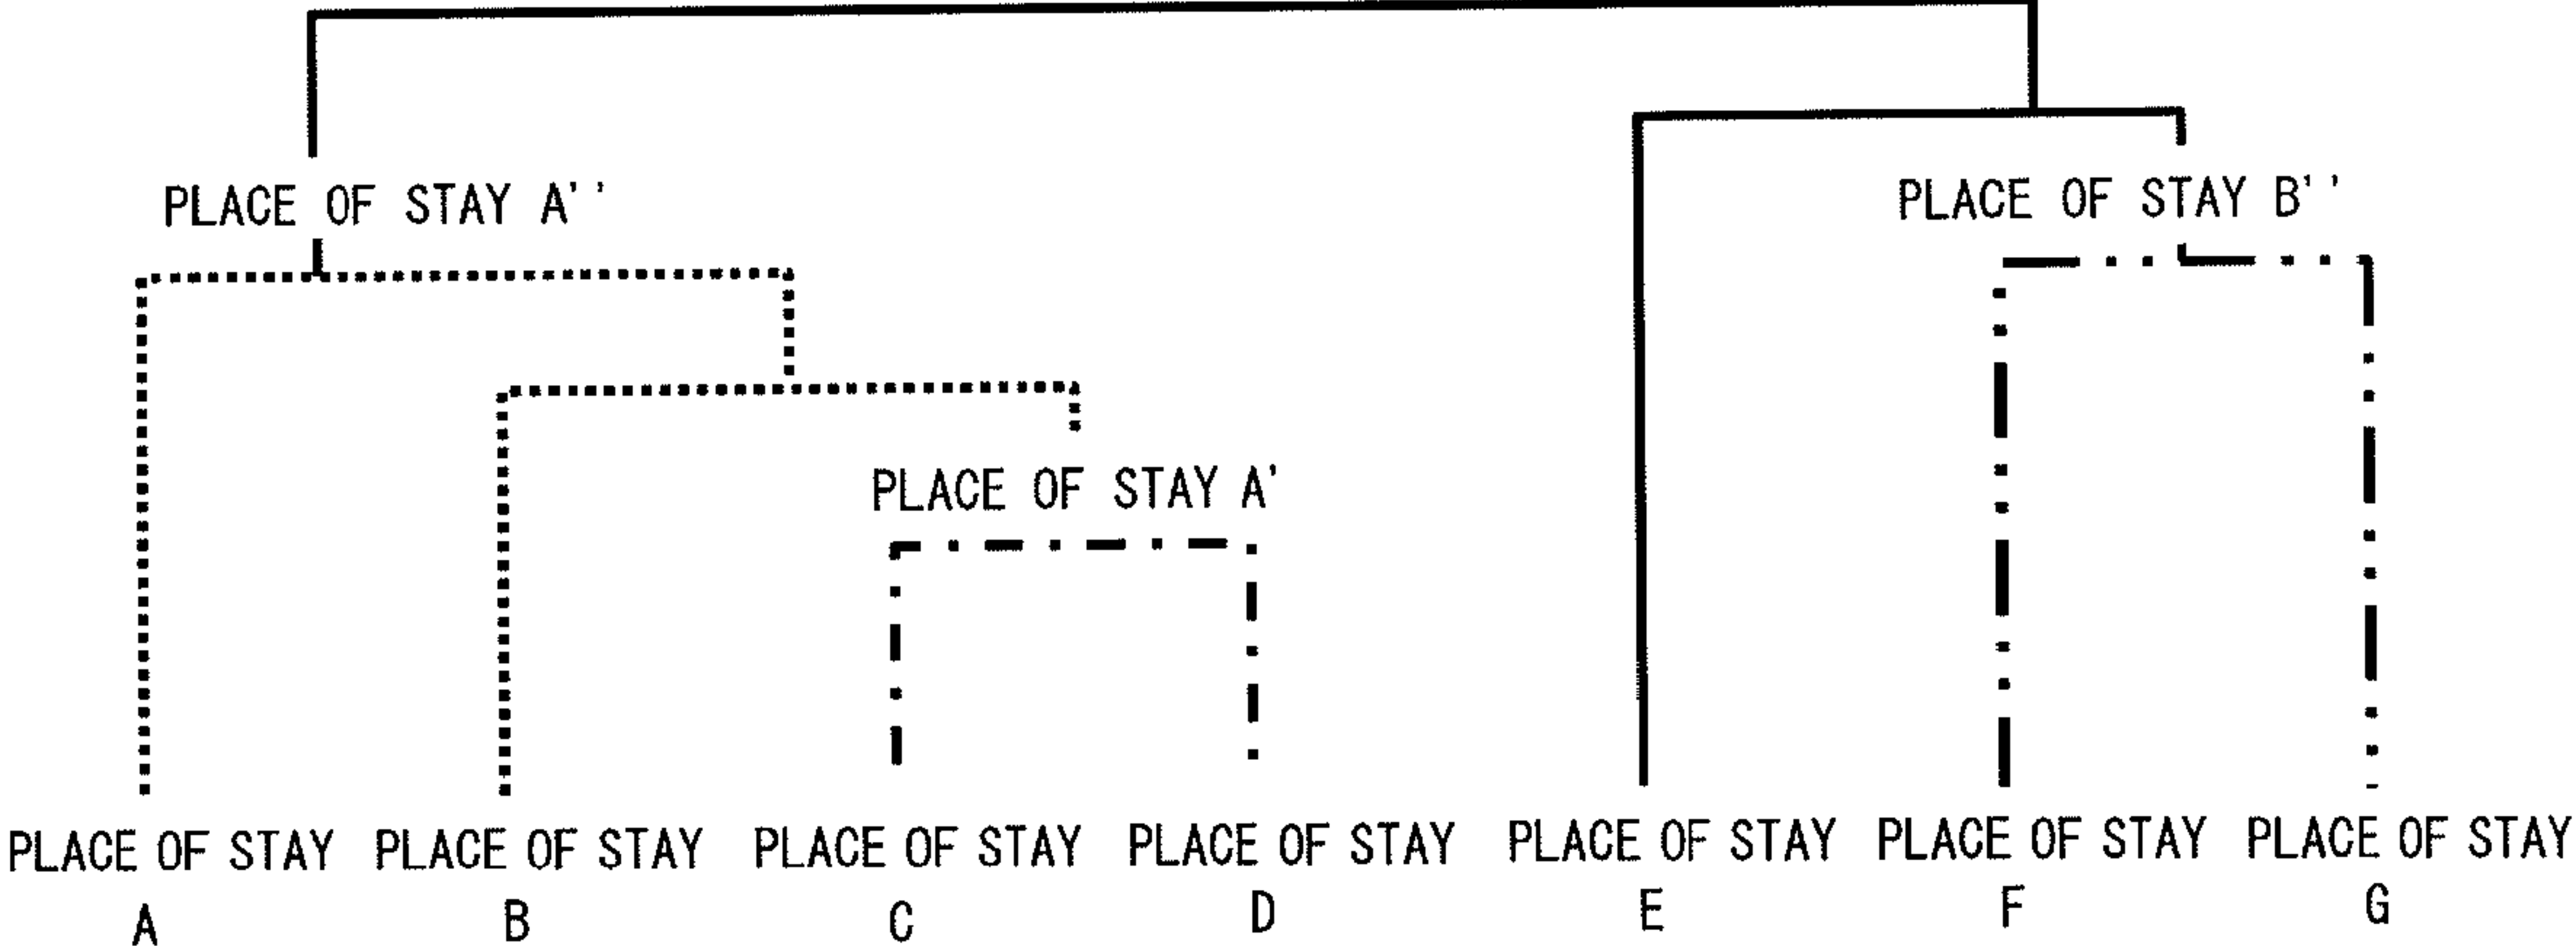 PLACE OF STAY A''
PLACE OF STAY B''
PLACE OF STAY A'
PLACE OF STAY A
PLACE OF STAY B
PLACE OF STAY C
PLACE OF STAY D
PLACE OF STAY E
PLACE OF STAY F
PLACE OF STAY G